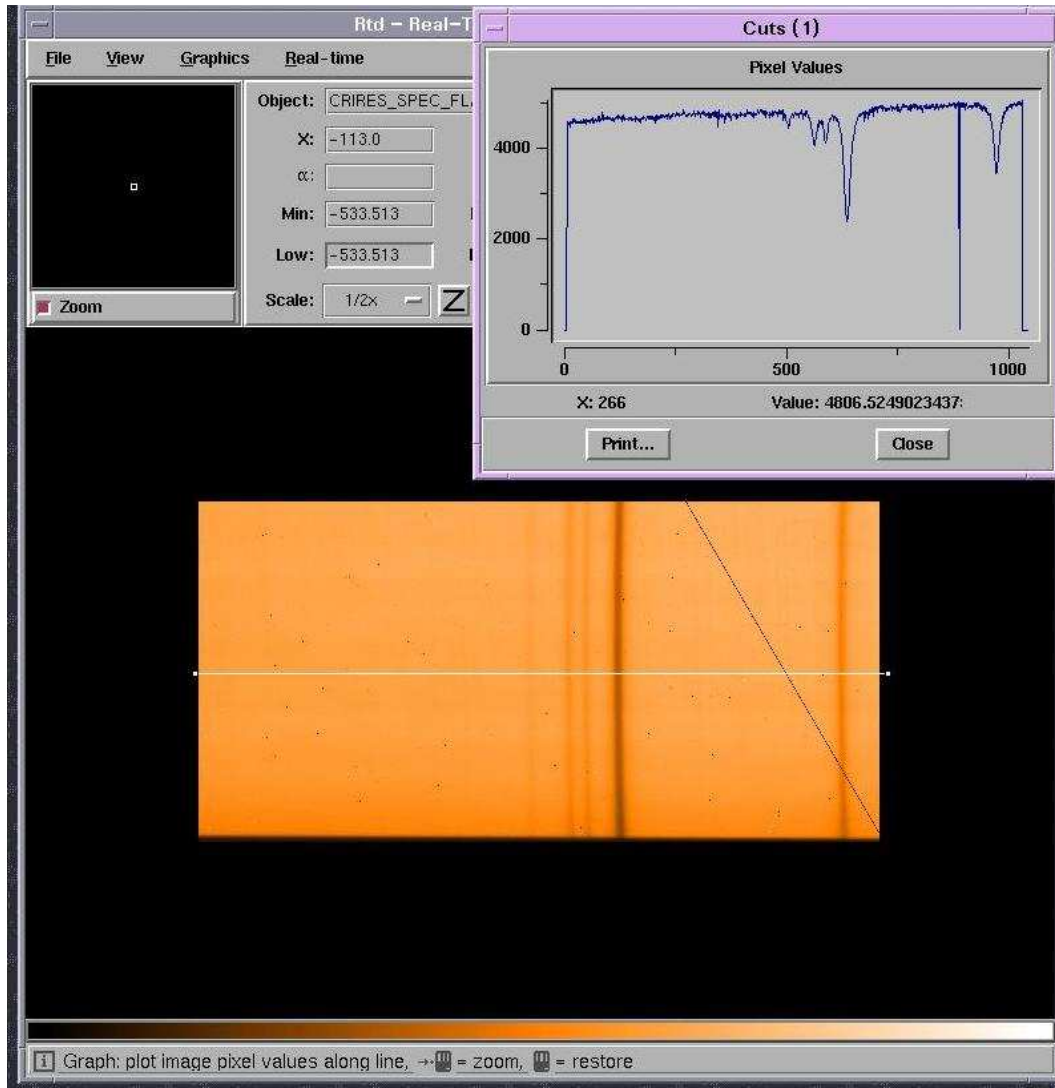 Rtd - Real-T
File View Graphics Real-time
Object: CRIRES_SPEC_FL
X: -113.0
α:
Min: -533.513
Low: -533.513
Scale: 1/2× Z
Zoom
Cuts (1)
Pixel Values
4000
2000
0
0 500 1000
X: 266 Value: 4806.5249023437
Print... Close
Graph: plot image pixel values along line, = zoom, = restore